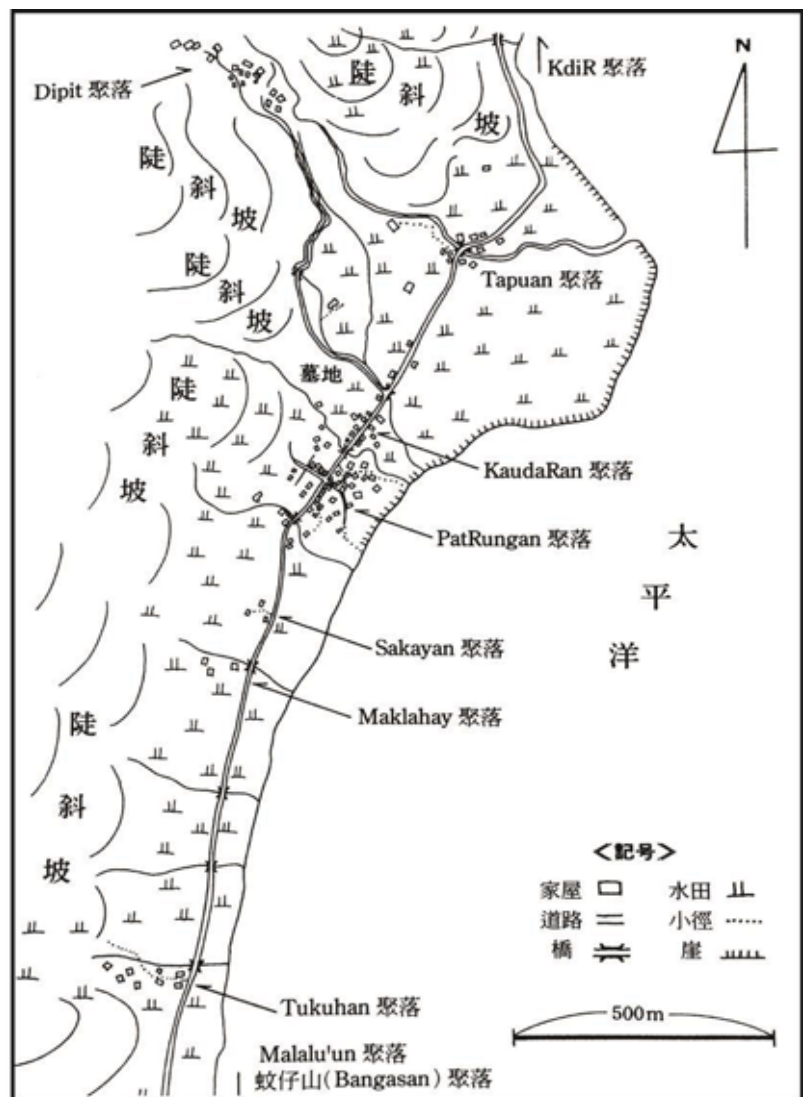 N
KdiR 聚落
Dipit 聚落
陡斜坡
陡斜坡
陡斜坡
Tapuan 聚落
墓地
陡斜坡
KaudaRan 聚落
PatRungan 聚落
太平洋
Sakayan 聚落
Maklahay 聚落
陡斜坡
<記号>
家屋 水田
道路 小徑
橋 崖
500m
Tukuhan 聚落
Malalu'un 聚落
蚊仔山(Bangasan) 聚落